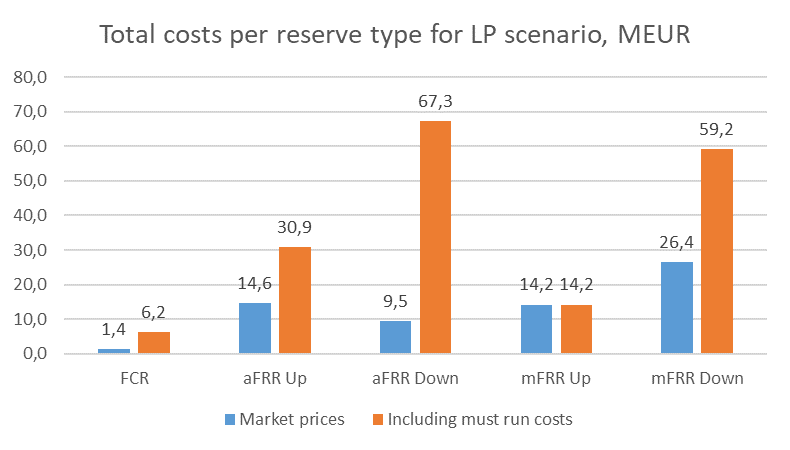 Total costs per reserve type for LP scenario, MEUR
80,0
70,0
60,0
50,0
40,0
30,0
20,0
10,0
0,0
1,4
6,2
14,6
30,9
9,5
67,3
14,2
14,2
26,4
59,2
FCR
aFRR Up
aFRR Down
mFRR Up
mFRR Down
Market prices
Including must run costs